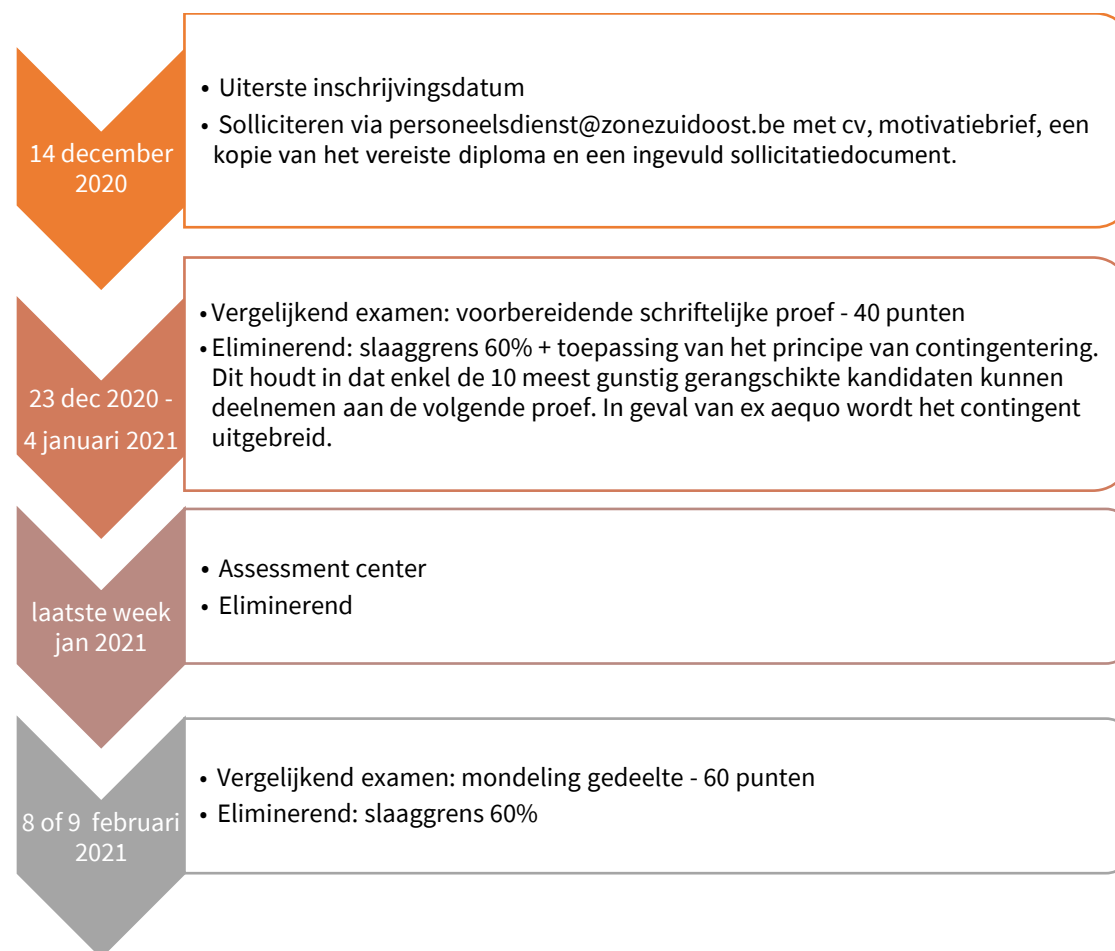 14 december
2020
• Uiterste inschrijvingsdatum
• Solliciteren via personeelsdienst@zonezuidoost.be met cv, motivatiebrief, een
kopie van het vereiste diploma en een ingevuld sollicitatiedocument.
23 dec 2020 -
4 januari 2021
• Vergelijkend examen: voorbereidende schriftelijke proef - 40 punten
• Eliminerend: slaaggrens 60% + toepassing van het principe van contingentering.
Dit houdt in dat enkel de 10 meest gunstig gerangschikte kandidaten kunnen
deelnemen aan de volgende proef. In geval van ex aequo wordt het contingent
uitgebreid.
laatste week
jan 2021
• Assessment center
• Eliminerend
8 of 9 februari
2021
• Vergelijkend examen: mondeling gedeelte - 60 punten
• Eliminerend: slaaggrens 60%